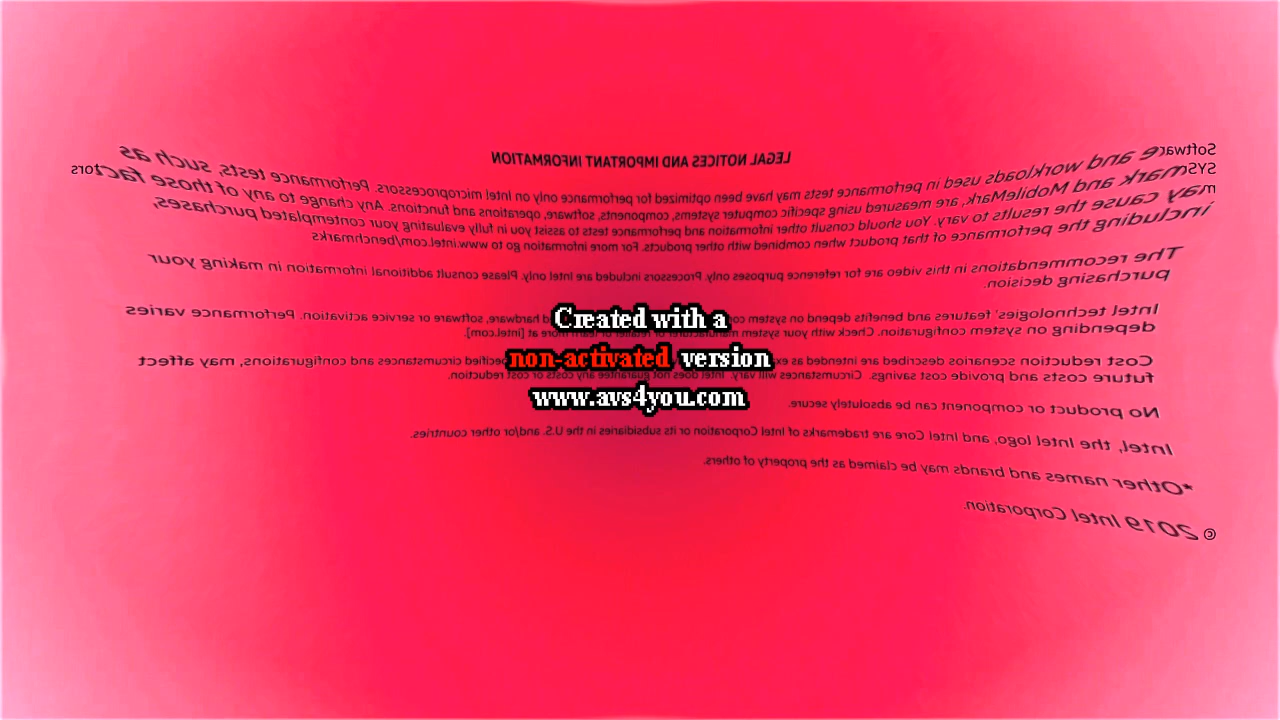 LEGAL NOTICES AND IMPORTANT INFORMATION
Software and workloads used in performance tests may have been optimized for performance only on Intel microprocessors. Performance tests, such as
and MobileMark, are measured using specific computer systems, components, software, operations and functions. Any change to any of those factors
may cause the results to vary. You should consult other information and performance tests to assist you in fully evaluating your contemplated purchases,
including the performance of that product when combined with other products. For more information go to www.intel.com/benchmarks
The recommendations in this video are for reference purposes only. Processors included are Intel only. Please consult additional information in making your
purchasing decision.
Intel technologies' features and benefits depend on system hardware, software or service activation. Performance varies
depending on system configuration. Check with your system manufacturer or retailer or learn more at [intel.com].
Created with a
Cost reduction scenarios described are intended as specified circumstances and configurations, may affect
non-activated version
future costs and provide cost savings. Circumstances will vary. Intel does not guarantee any costs or cost reduction.
www.avs4you.com
No product or component can be absolutely secure.
Intel, the Intel logo, and Intel Core are trademarks of Intel Corporation or its subsidiaries in the U.S. and/or other countries.
*Other names and brands may be claimed as the property of others.
© 2019 Intel Corporation.